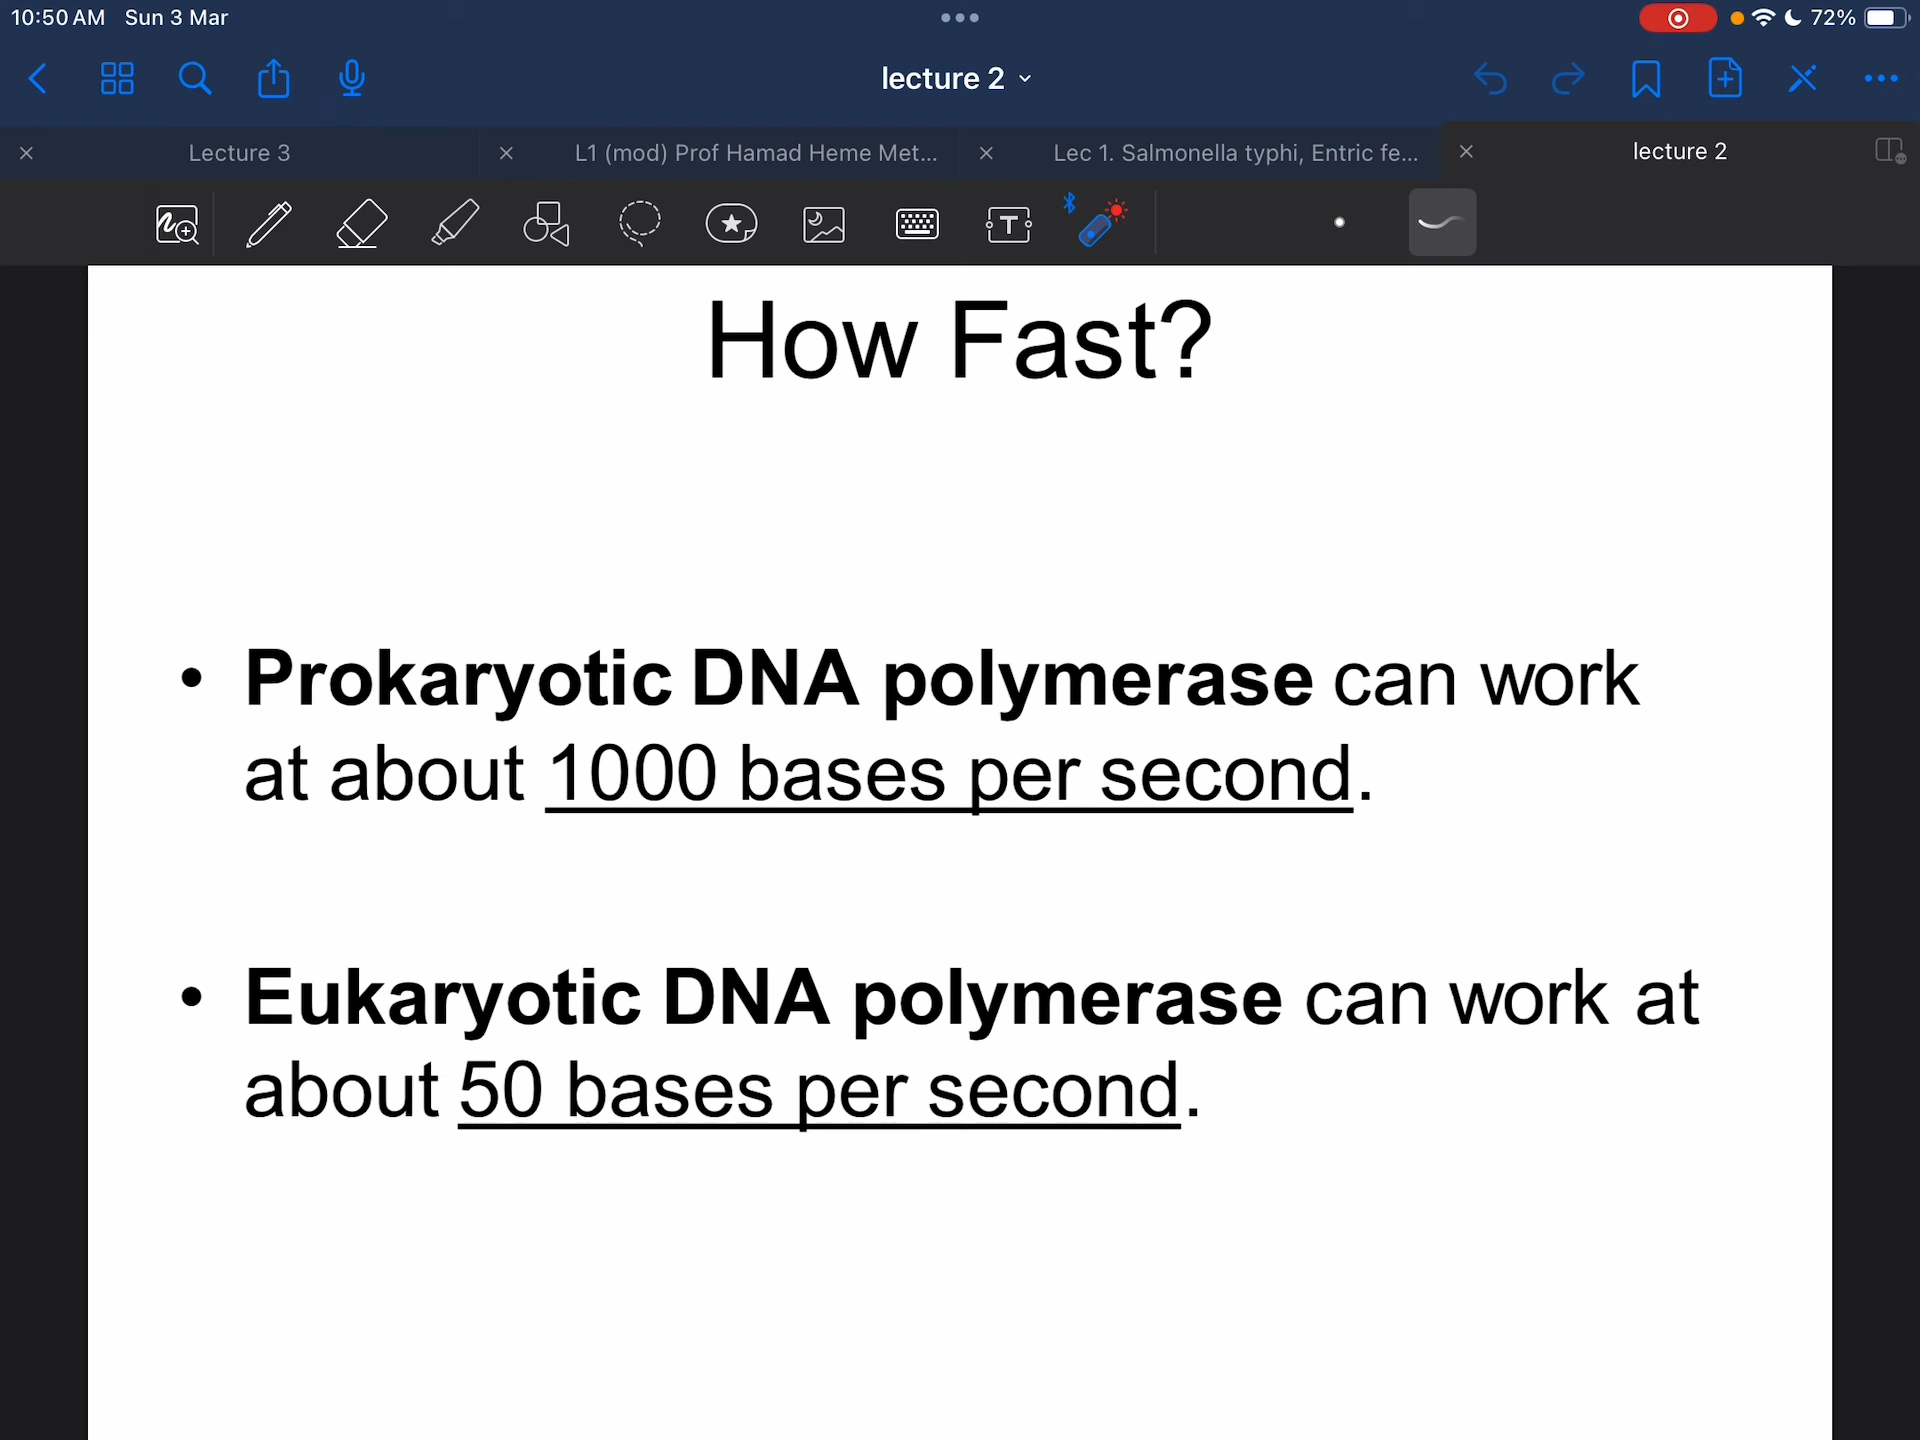 10:50 AM Sun 3 Mar
72%
lecture 2
Lecture 3
L1 (mod) Prof Hamad Heme Met...
Lec 1. Salmonella typhi, Entric fe...
lecture 2
T
How Fast?
• Prokaryotic DNA polymerase can work
at about 1000 bases per second.
• Eukaryotic DNA polymerase can work at
about 50 bases per second.